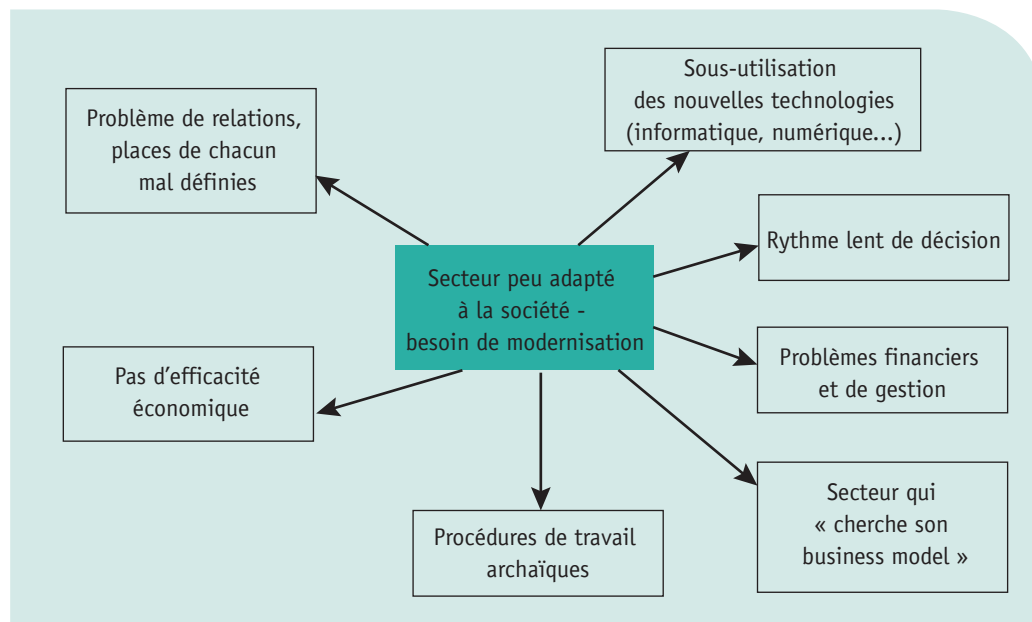 Sous-utilisation
des nouvelles technologies
(informatique, numérique...)
Problème de relations,
places de chacun
mal définies
Rythme lent de décision
Secteur peu adapté
à la société -
besoin de modernisation
Problèmes financiers
et de gestion
Pas d'efficacité
économique
Secteur qui
« cherche son
business model »
Procédures de travail
archaïques